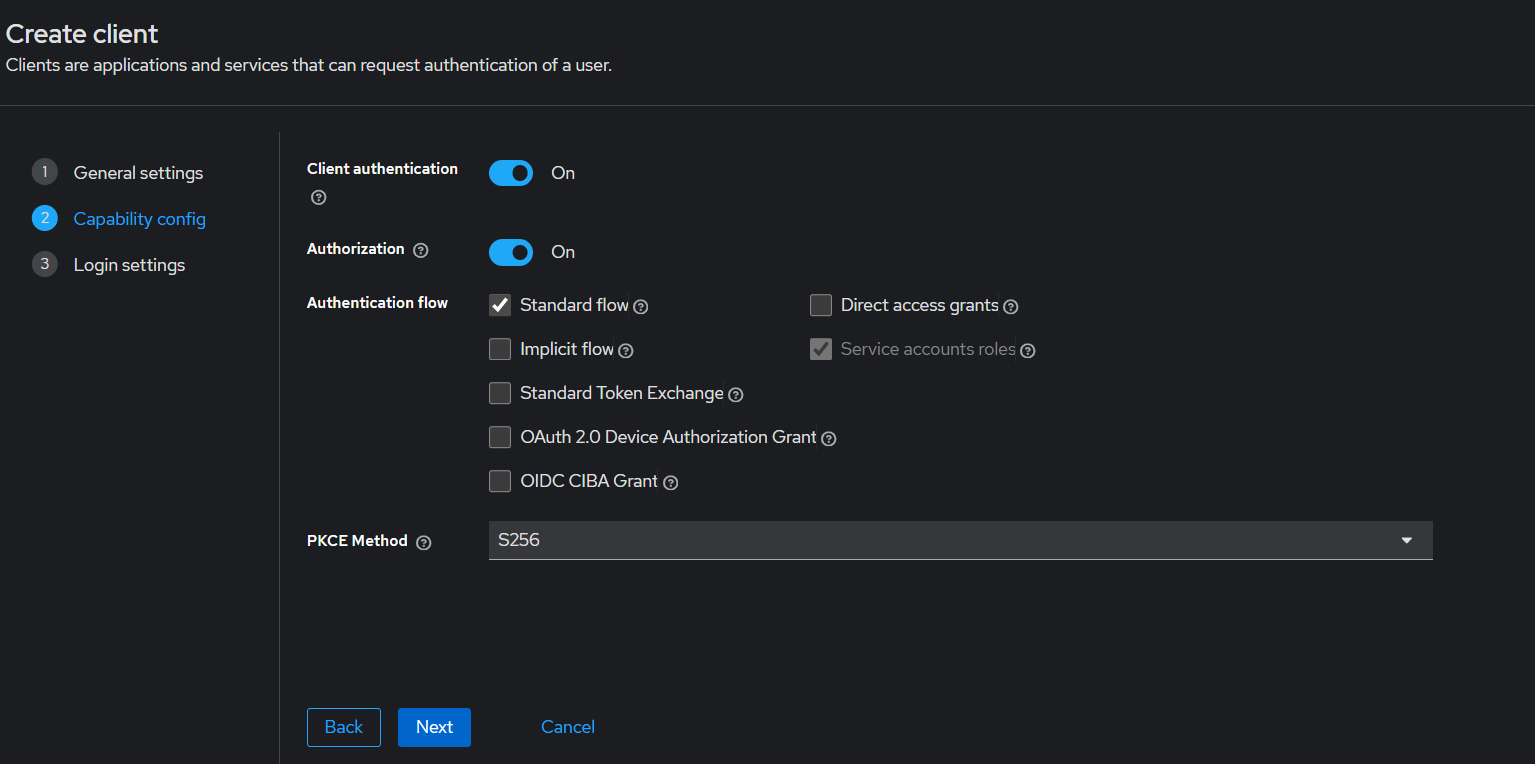 Create client
Clients are applications and services that can request authentication of a user.
1 General settings
2 Capability config
3 Login settings
Client authentication
On
Authorization
On
Authentication flow
Standard flow
Direct access grants
Implicit flow
Service accounts roles
Standard Token Exchange
OAuth 2.0 Device Authorization Grant
OIDC CIBA Grant
PKCE Method
S256
Back
Next
Cancel